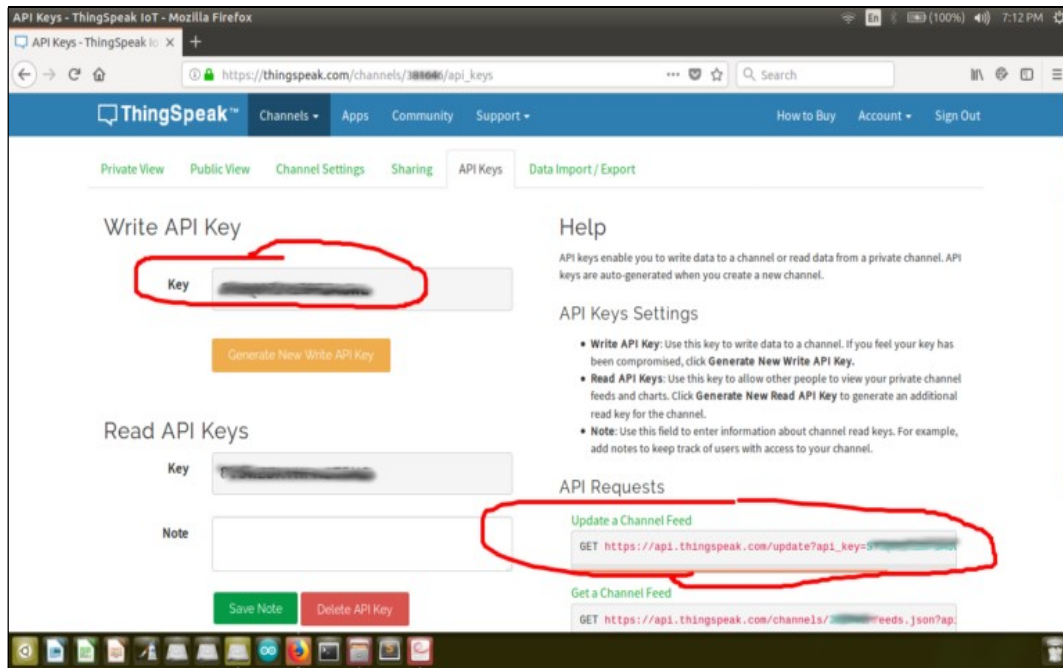 API Keys - ThingSpeak IoT - Mozilla Firefox
En (100%) 7:12 PM
API Keys - ThingSpeak Io
https://thingspeak.com/channels/ /api_keys
Search
ThingSpeak™ Channels Apps Community Support How to Buy Account Sign Out
Private View Public View Channel Settings Sharing API Keys Data Import / Export
Write API Key
Key
Generate New Write API Key
Read API Keys
Key
Note
Save Note Delete API Key
Help
API keys enable you to write data to a channel or read data from a private channel. API
keys are auto-generated when you create a new channel.
API Keys Settings
Write API Key: Use this key to write data to a channel. If you feel your key has
been compromised, click Generate New Write API Key.
Read API Keys: Use this key to allow other people to view your private channel
feeds and charts. Click Generate New Read API Key to generate an additional
read key for the channel.
Note: Use this field to enter information about channel read keys. For example,
add notes to keep track of users with access to your channel.
API Requests
Update a Channel Feed
GET https://api.thingspeak.com/update?api_key=
Get a Channel Feed
GET https://api.thingspeak.com/channels/ feeds.json?ap